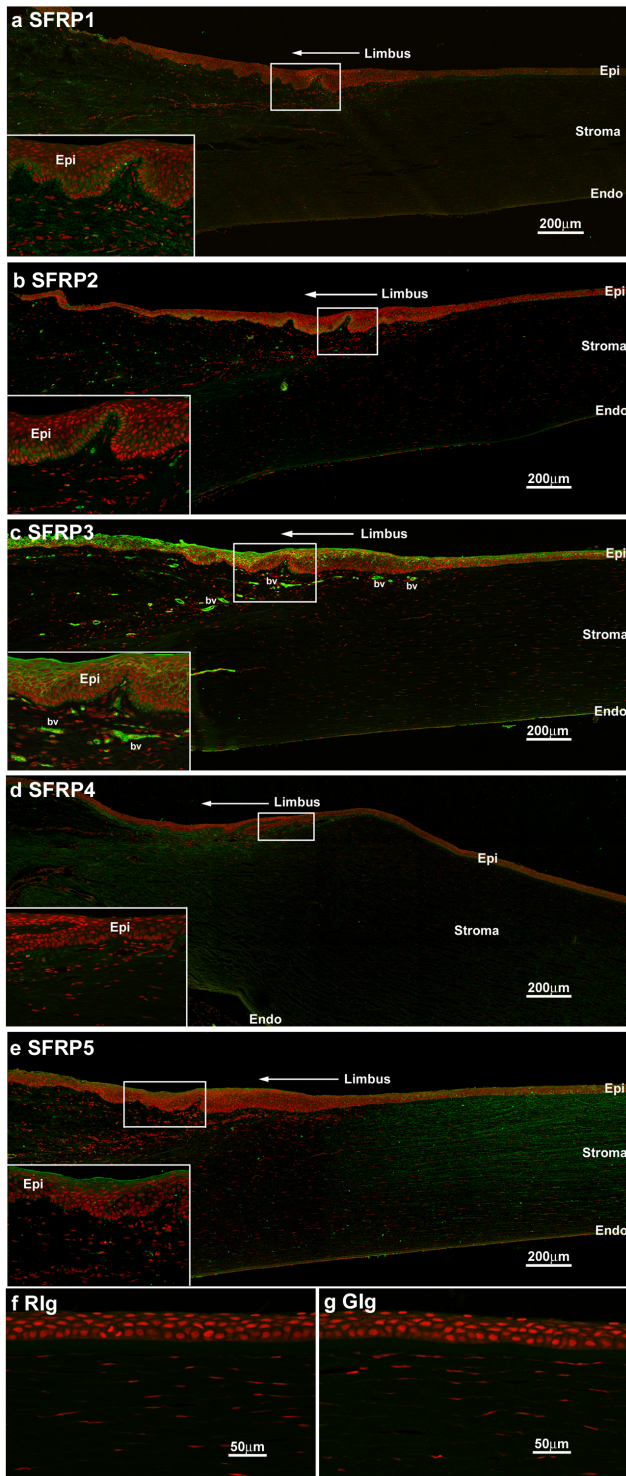 a SFRP1
Limbus
Epi
Stroma
Epi
Endo
200µm
b SFRP2
Limbus
Epi
Stroma
Epi
Endo
200µm
c SFRP3
Limbus
Epi
bv
bv
bv
bv
Stroma
Epi
bv
bv
Endo
200µm
d SFRP4
Limbus
Epi
Epi
Stroma
200µm
Endo
e SFRP5
Limbus
Epi
Stroma
Epi
Endo
200µm
f RIg
g GIg
50µm
50µm